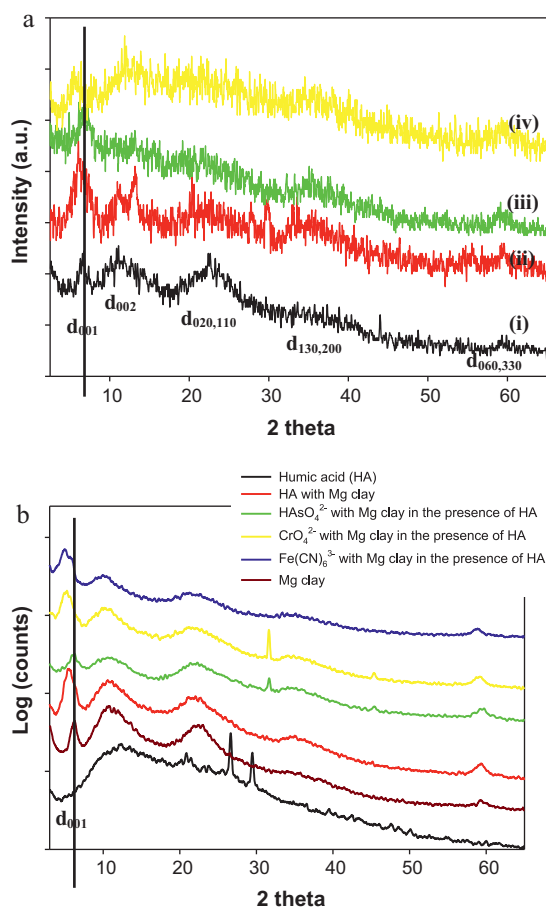 a
Intensity (a.u.)
(iv)
(iii)
(ii)
(i)
d001
d002
d020,110
d130,200
d060,330
10 20 30 40 50 60
2 theta
b
Humic acid (HA)
HA with Mg clay
HAsO₄²⁻ with Mg clay in the presence of HA
CrO₄²⁻ with Mg clay in the presence of HA
Fe(CN)₆³⁻ with Mg clay in the presence of HA
Mg clay
Log (counts)
d001
10 20 30 40 50 60
2 theta